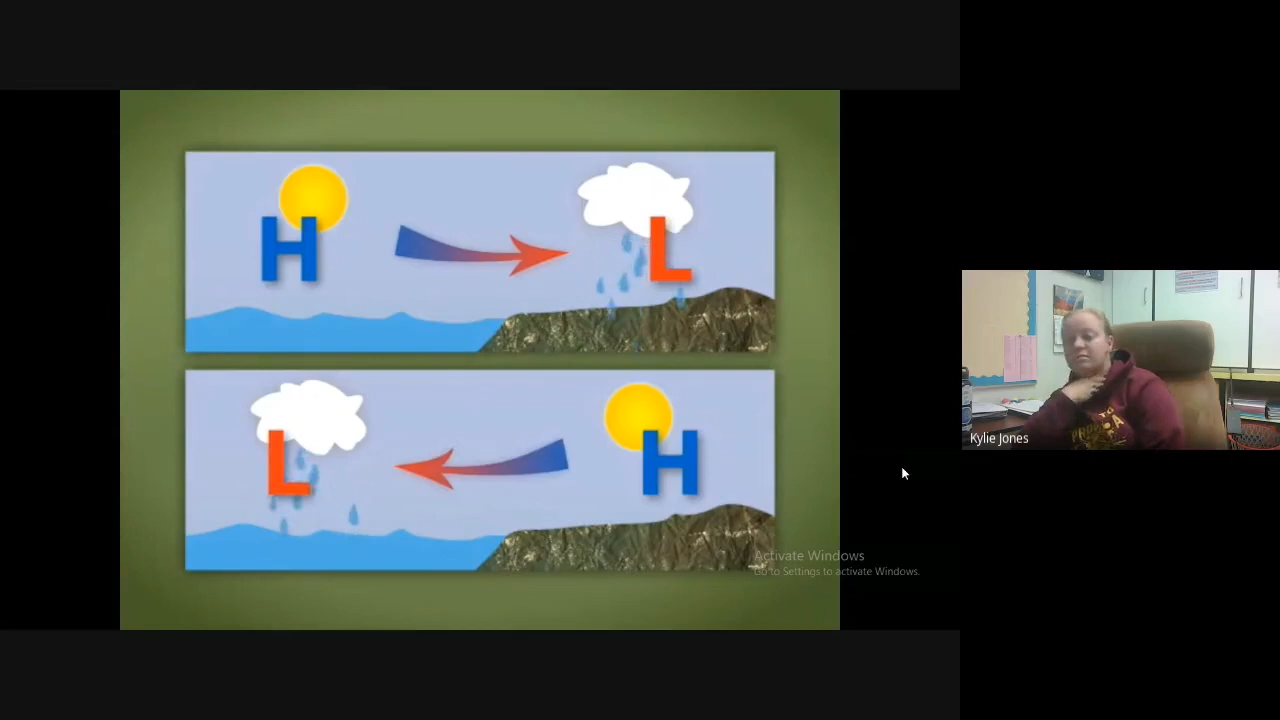 H
L
L
H
Kylie Jones
Activate Windows
Go to Settings to activate Windows.